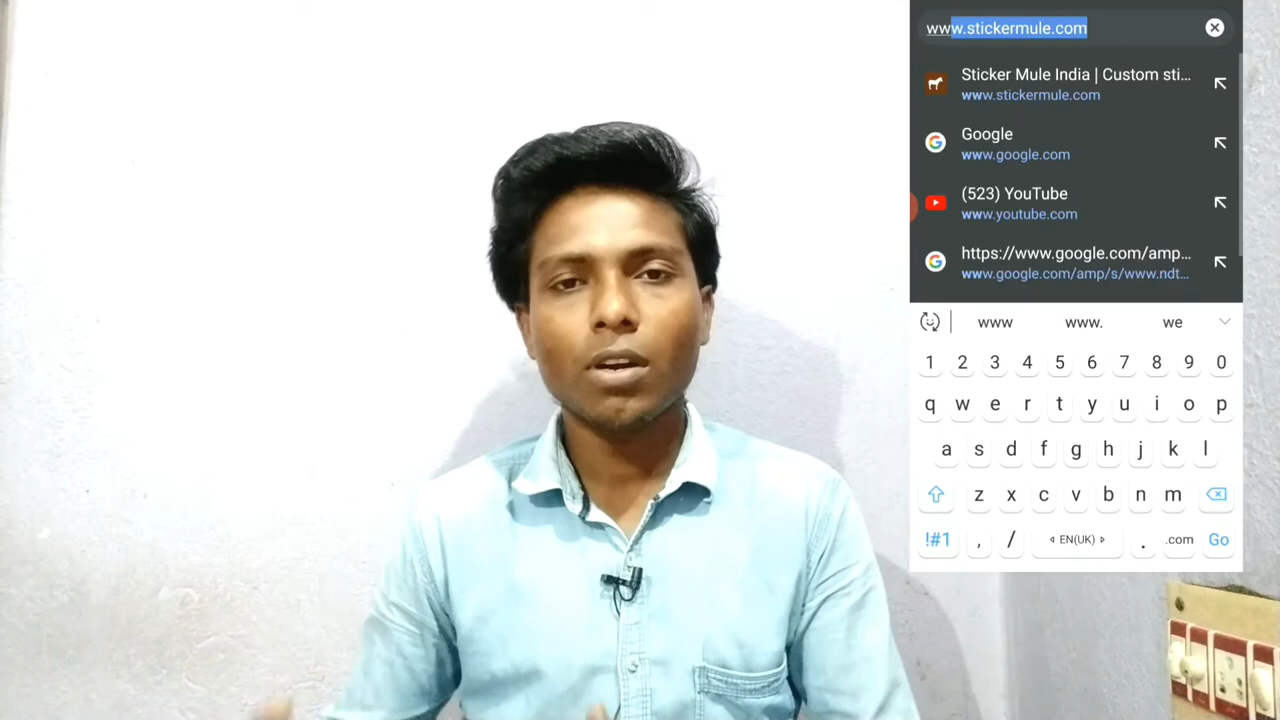 www.stickermule.com
Sticker Mule India | Custom sti...
www.stickermule.com
Google
www.google.com
(523) YouTube
www.youtube.com
https://www.google.com/amp...
www.google.com/amp/s/www.ndt...
www www. we
1 2 3 4 5 6 7 8 9 0
q w e r t y u i o p
a s d f g h j k l
z x c v b n m
!#1 , / EN(UK) . .com Go